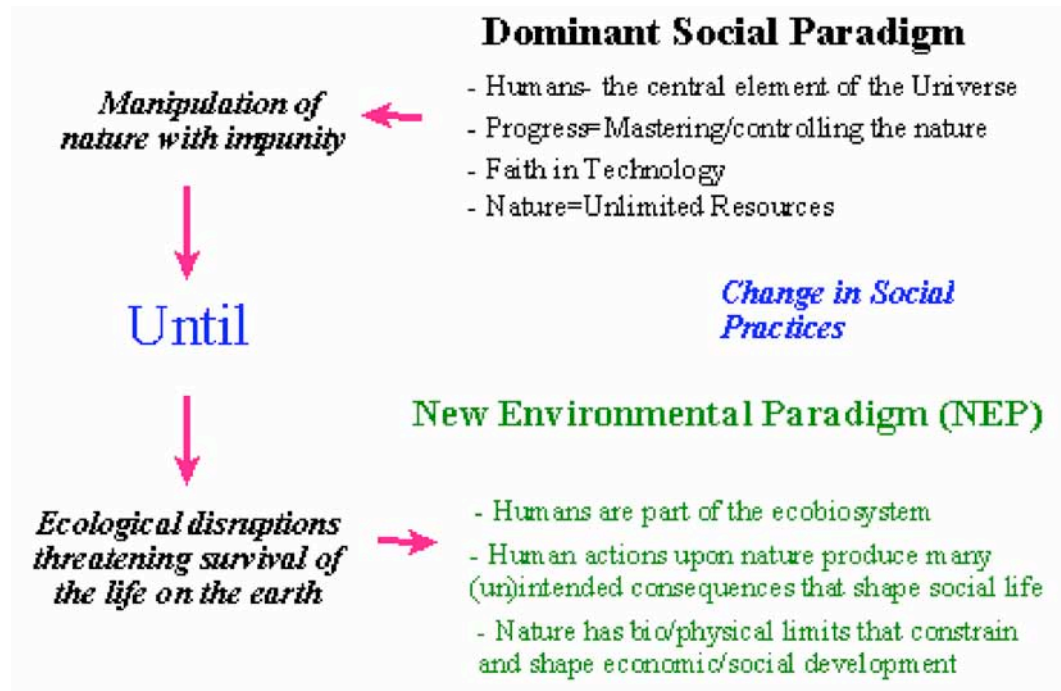 Dominant Social Paradigm
- Humans- the central element of the Universe
- Progress=Mastering/controlling the nature
- Faith in Technology
- Nature=Unlimited Resources
Manipulation of
nature with impunity
Until
Change in Social
Practices
Ecological disruptions
threatening survival of
the life on the earth
New Environmental Paradigm (NEP)
- Humans are part of the ecobiosystem
- Human actions upon nature produce many
(un)intended consequences that shape social life
- Nature has bio/physical limits that constrain
and shape economic/social development